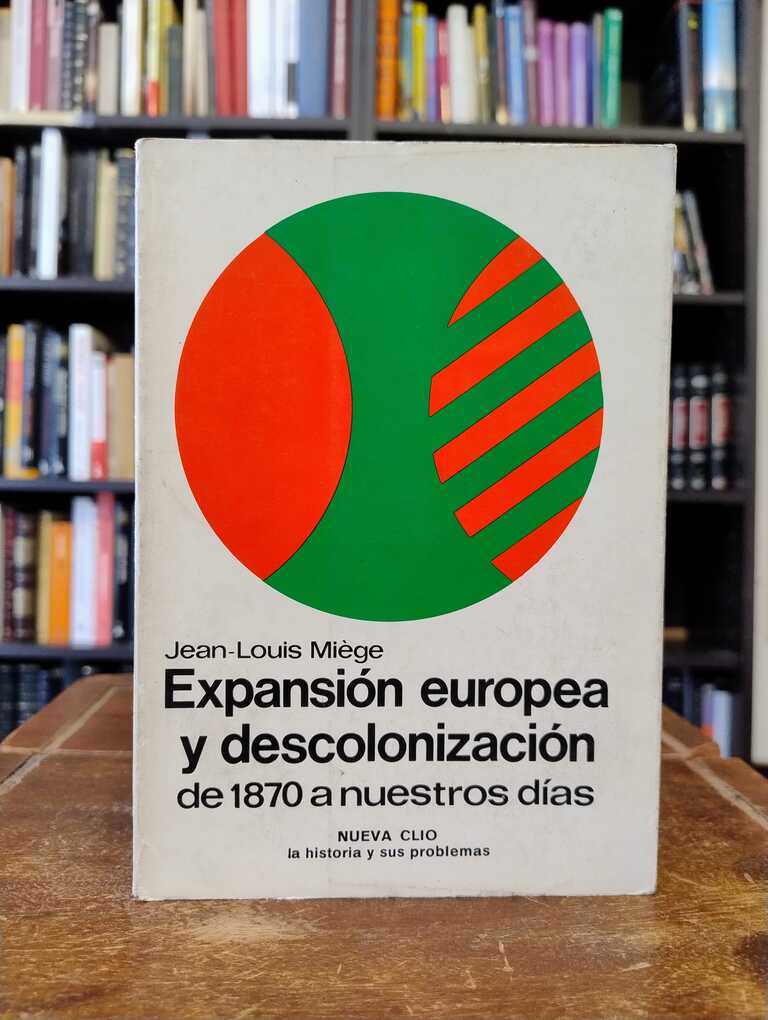 Jean-Louis Miège
Expansión europea
y descolonización
de 1870 a nuestros días
NUEVA CLIO
la historia y sus problemas